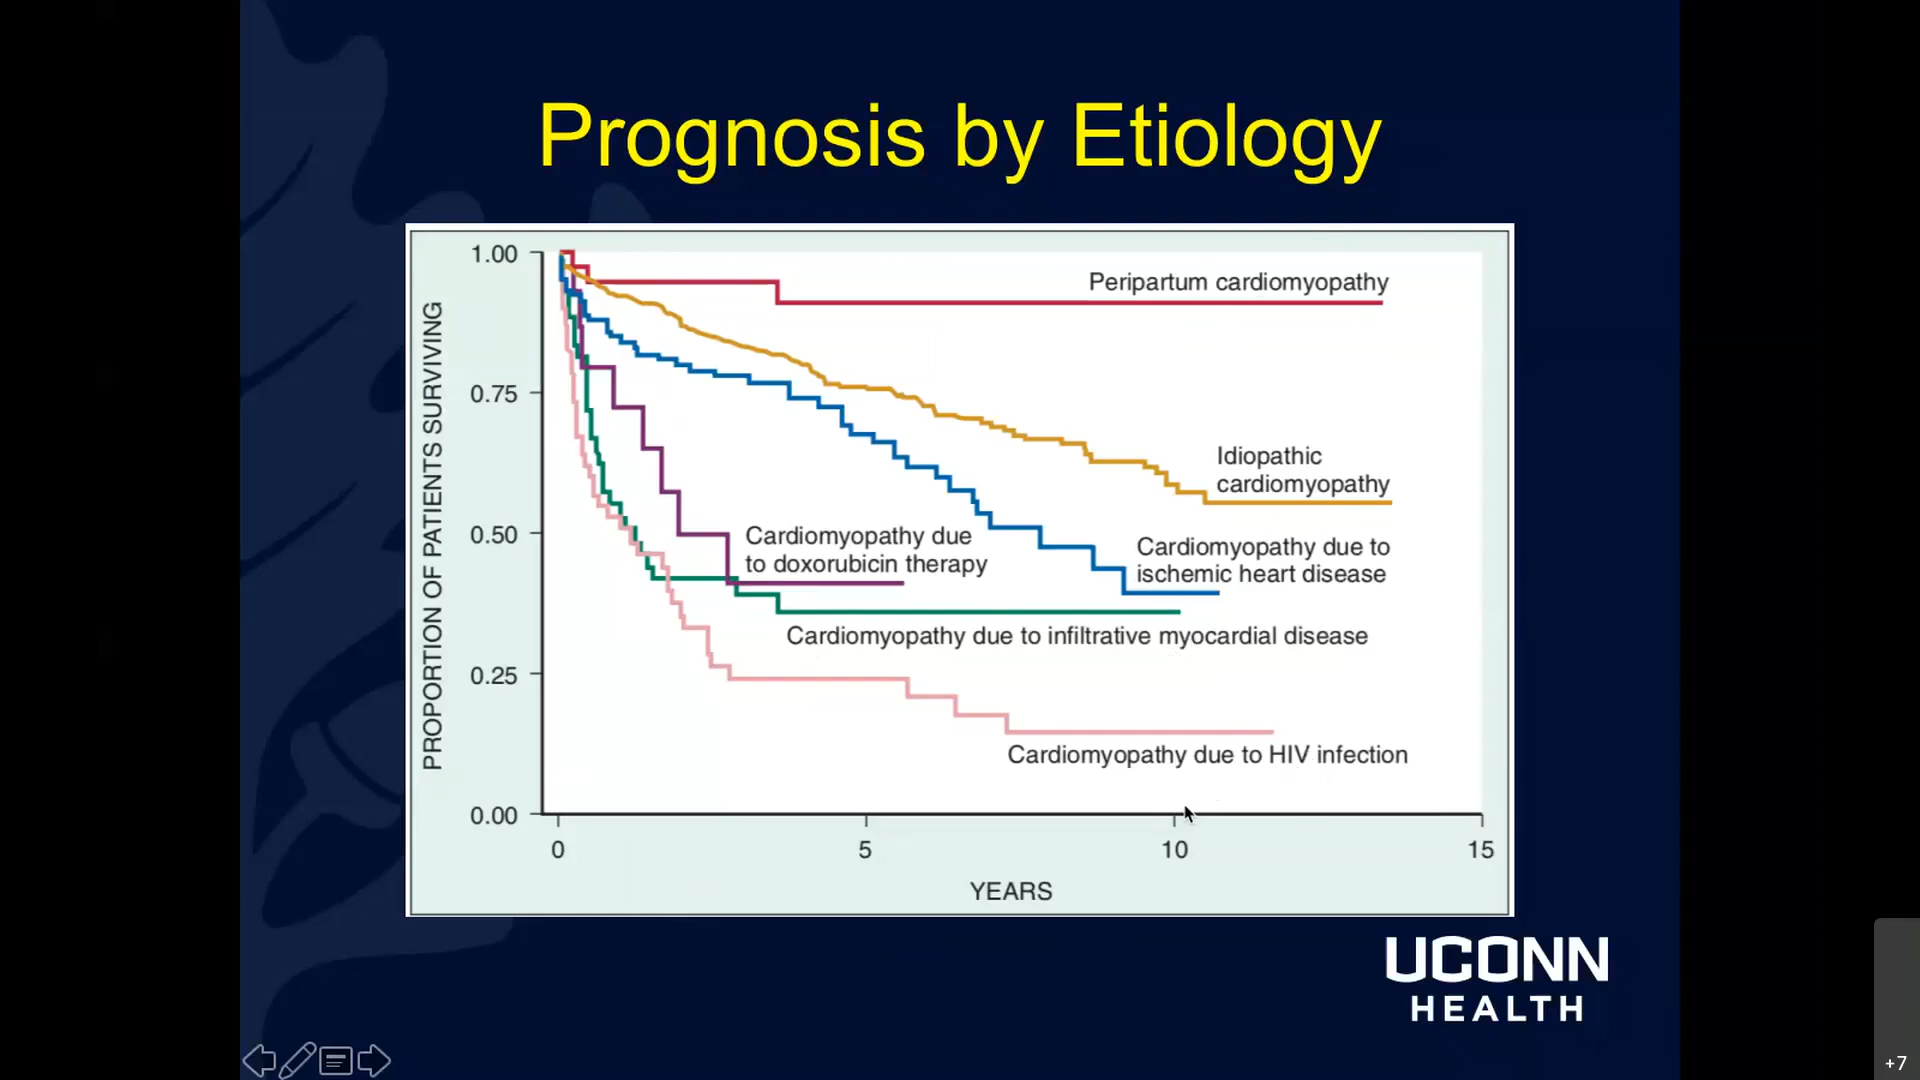 Prognosis by Etiology
PROPORTION OF PATIENTS SURVIVING
1.00
0.75
0.50
0.25
0.00
Peripartum cardiomyopathy
Idiopathic
cardiomyopathy
Cardiomyopathy due
to doxorubicin therapy
Cardiomyopathy due to
ischemic heart disease
Cardiomyopathy due to infiltrative myocardial disease
Cardiomyopathy due to HIV infection
0 5 10 15
YEARS
UCONN
HEALTH
+7